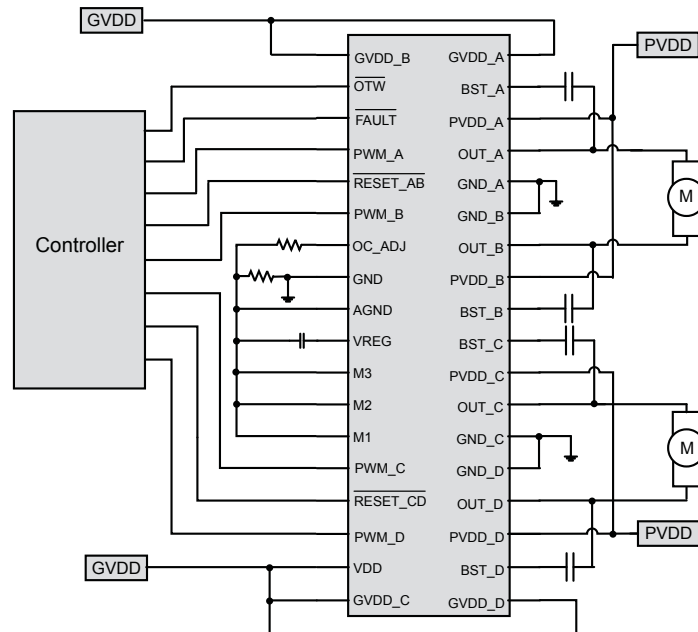 GVDD
PVDD
GVDD_B
GVDD_A
OTW
BST_A
FAULT
PVDD_A
PWM_A
OUT_A
RESET_AB
GND_A
PWM_B
GND_B
M
Controller
OC_ADJ
OUT_B
GND
PVDD_B
AGND
BST_B
VREG
BST_C
M3
PVDD_C
M2
OUT_C
M1
GND_C
M
PWM_C
GND_D
RESET_CD
OUT_D
PWM_D
PVDD_D
PVDD
GVDD
VDD
BST_D
GVDD_C
GVDD_D